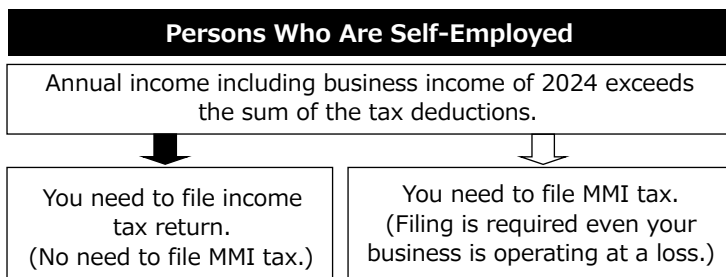 Persons Who Are Self-Employed
Annual income including business income of 2024 exceeds
the sum of the tax deductions.
You need to file income
tax return.
(No need to file MMI tax.)
You need to file MMI tax.
(Filing is required even your
business is operating at a loss.)